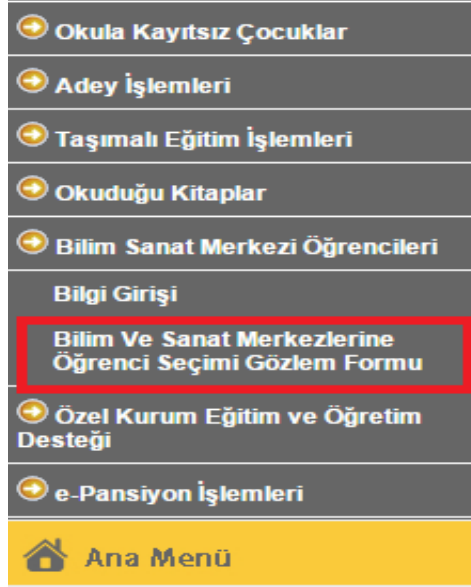 Okula Kayıtsız Çocuklar
Adey İşlemleri
Taşımalı Eğitim İşlemleri
Okuduğu Kitaplar
Bilim Sanat Merkezi Öğrencileri
Bilgi Girişi
Bilim Ve Sanat Merkezlerine
Öğrenci Seçimi Gözlem Formu
Özel Kurum Eğitim ve Öğretim
Desteği
e-Pansiyon İşlemleri
Ana Menü